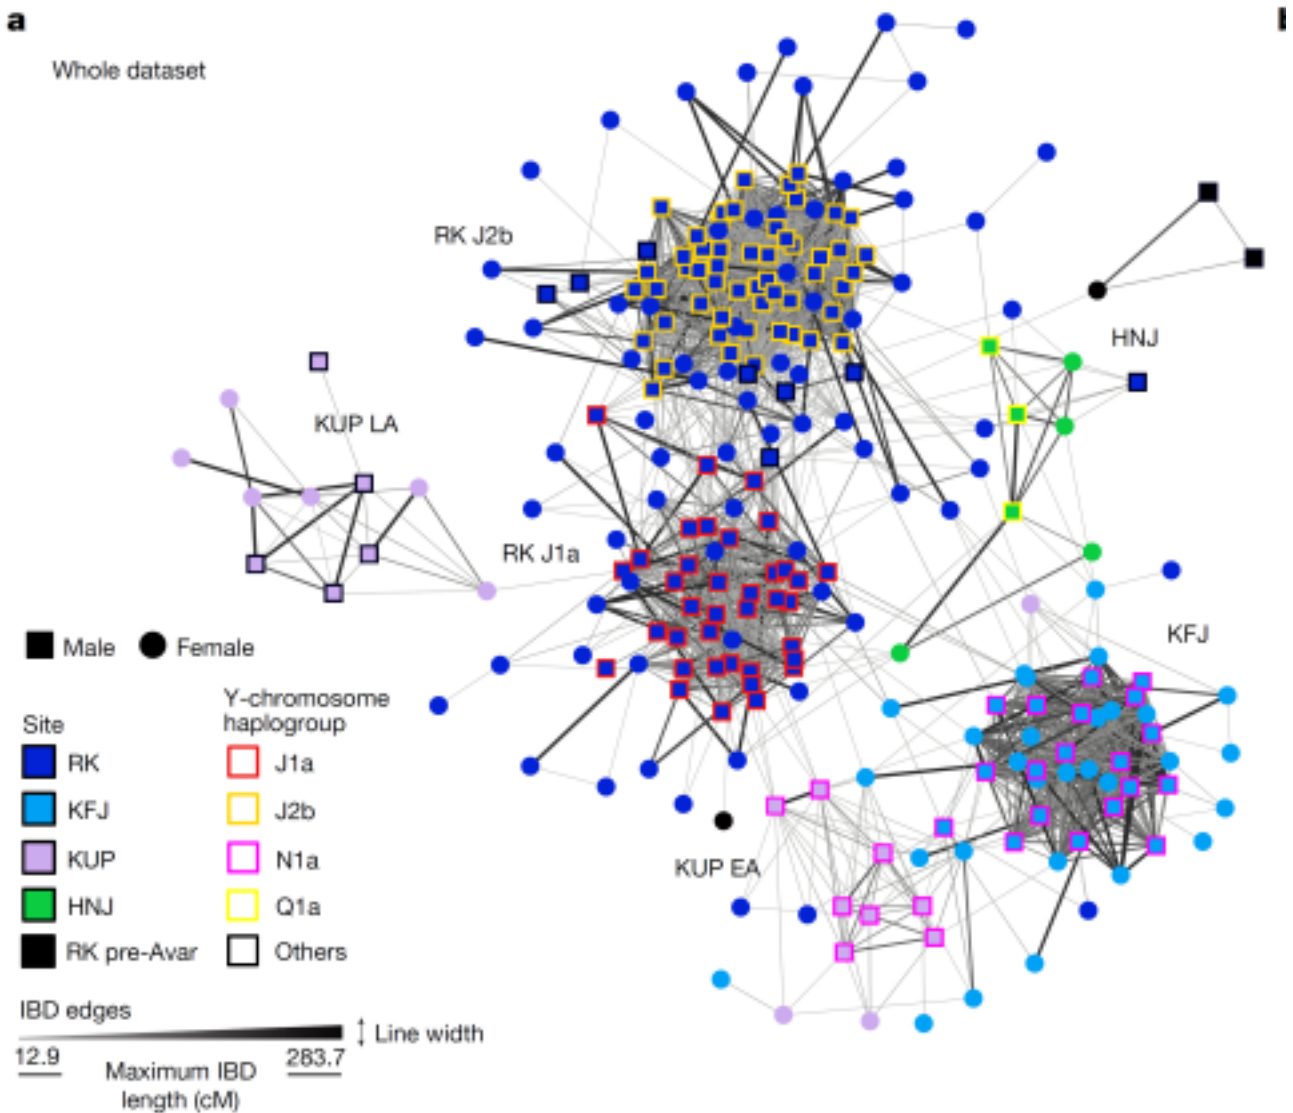 a
Whole dataset
RK J2b
HNJ
KUP LA
RK J1a
KFJ
KUP EA
Male
Female
Site
RK
KFJ
KUP
HNJ
RK pre-Avar
Y-chromosome
haplogroup
J1a
J2b
N1a
Q1a
Others
IBD edges
Line width
12.9
283.7
Maximum IBD
length (cM)